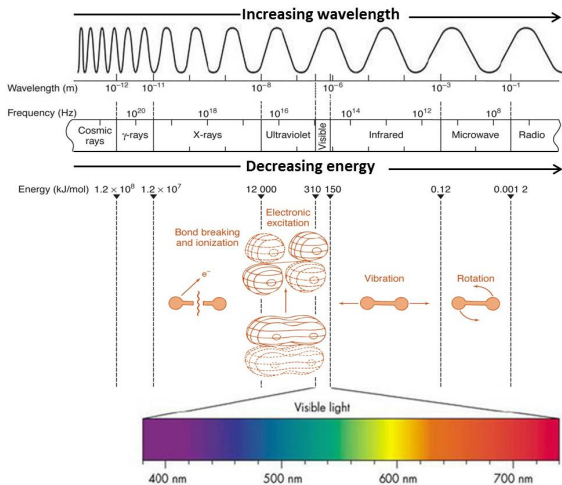 Increasing wavelength
Wavelength (m) 10⁻¹² 10⁻¹¹ 10⁻⁸ 10⁻⁶ 10⁻³ 10⁻¹
Frequency (Hz) 10²⁰ 10¹⁸ 10¹⁶ 10¹⁴ 10¹² 10⁸
Cosmic rays γ-rays X-rays Ultraviolet Visible Infrared Microwave Radio
Decreasing energy
Energy (kJ/mol) 1.2 × 10⁸ 1.2 × 10⁷ 12 000 310 150 0.12 0.001 2
Electronic
excitation
Bond breaking
and ionization
e⁻
Vibration
Rotation
Visible light
400 nm 500 nm 600 nm 700 nm